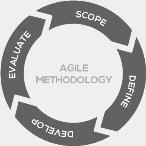 SCOPE
DEFINE
DEVELOP
EVALUATE
AGILE
METHODOLOGY